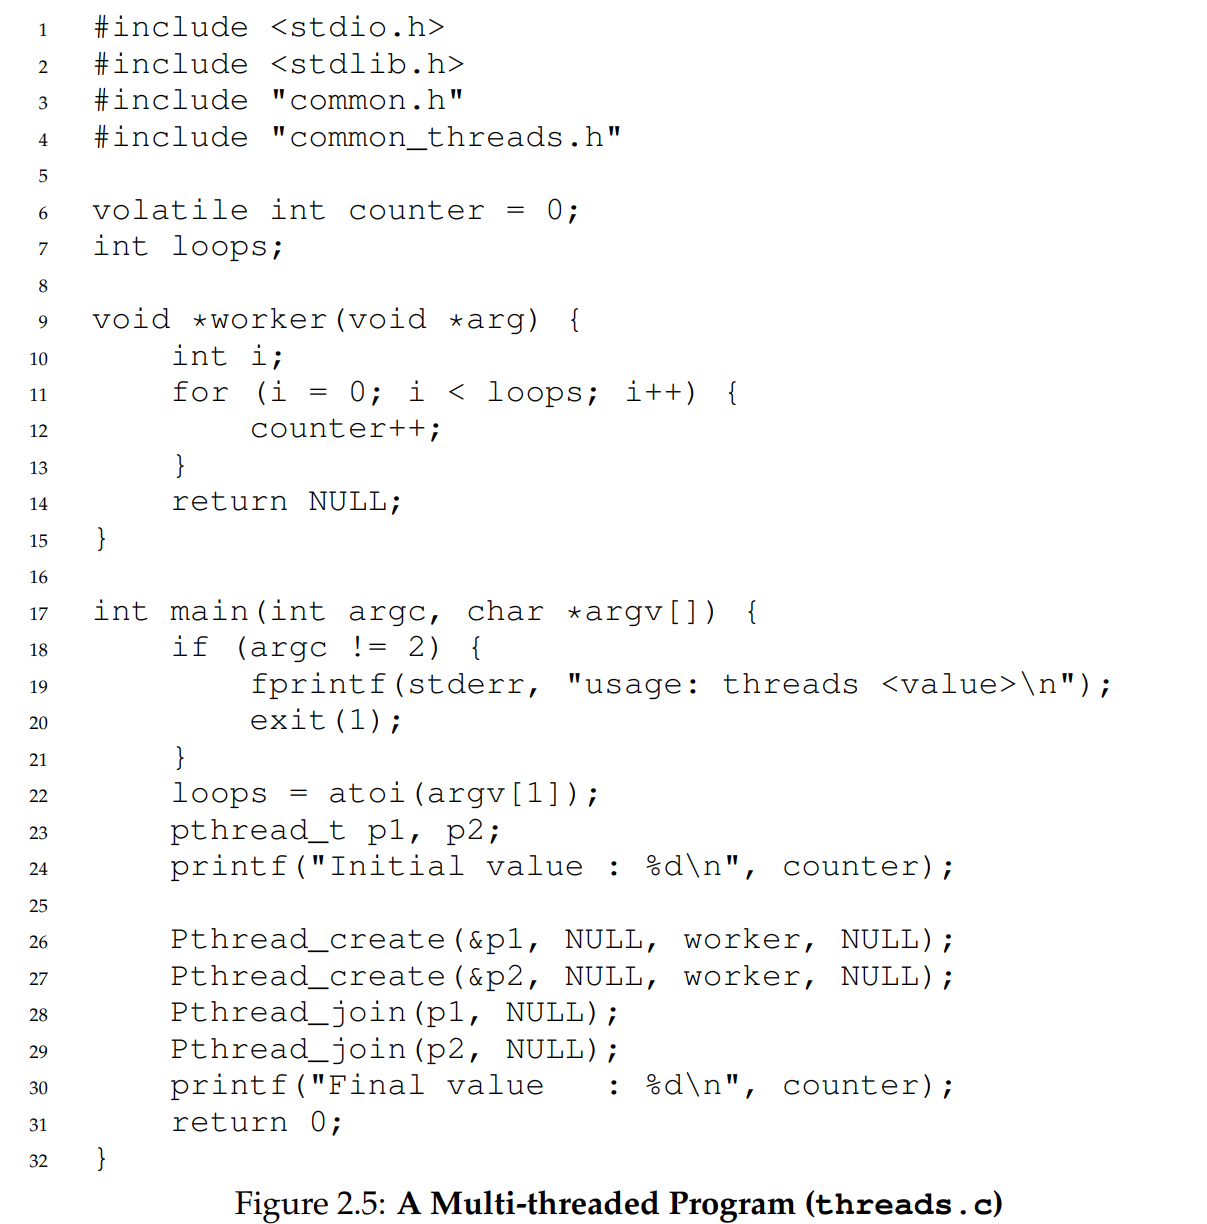 1 #include <stdio.h>
2 #include <stdlib.h>
3 #include "common.h"
4 #include "common_threads.h"
5
6 volatile int counter = 0;
7 int loops;
8
9 void *worker(void *arg) {
10     int i;
11     for (i = 0; i < loops; i++) {
12         counter++;
13     }
14     return NULL;
15 }
16
17 int main(int argc, char *argv[]) {
18     if (argc != 2) {
19         fprintf(stderr, "usage: threads <value>\n");
20         exit(1);
21     }
22     loops = atoi(argv[1]);
23     pthread_t p1, p2;
24     printf("Initial value : %d\n", counter);
25
26     Pthread_create(&p1, NULL, worker, NULL);
27     Pthread_create(&p2, NULL, worker, NULL);
28     Pthread_join(p1, NULL);
29     Pthread_join(p2, NULL);
30     printf("Final value   : %d\n", counter);
31     return 0;
32 }
Figure 2.5: A Multi-threaded Program (threads.c)